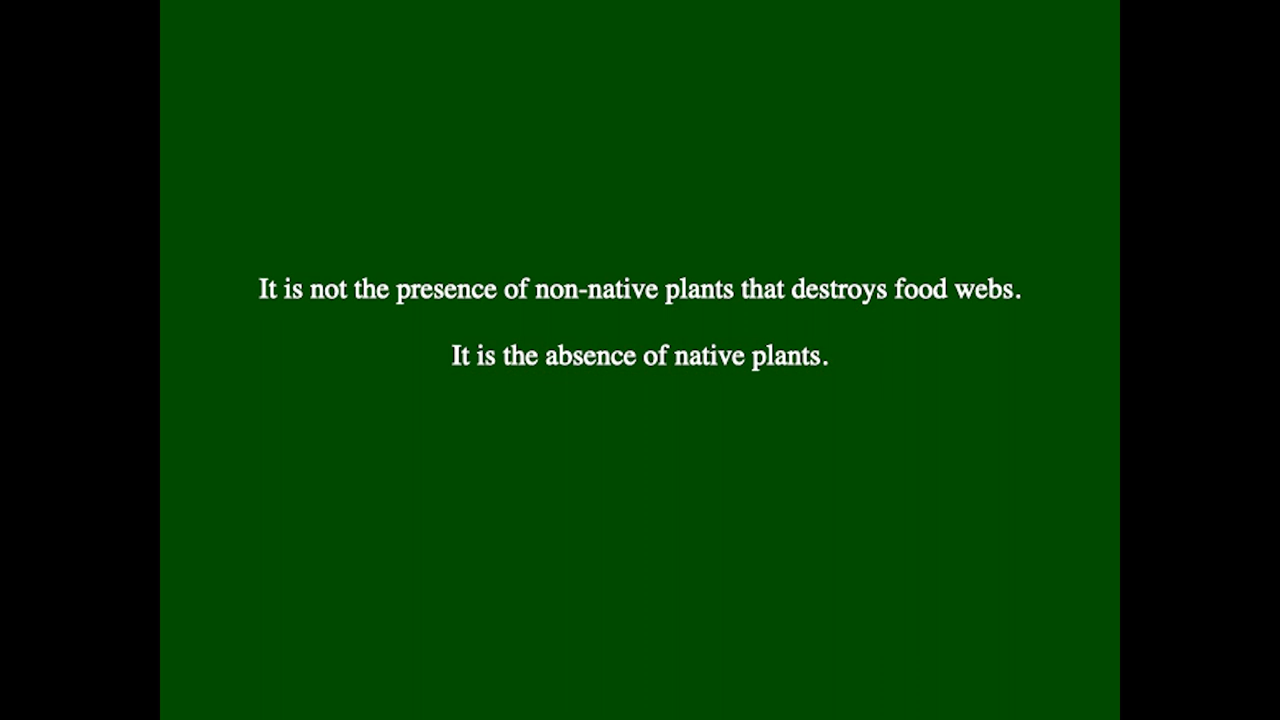 It is not the presence of non-native plants that destroys food webs.
It is the absence of native plants.